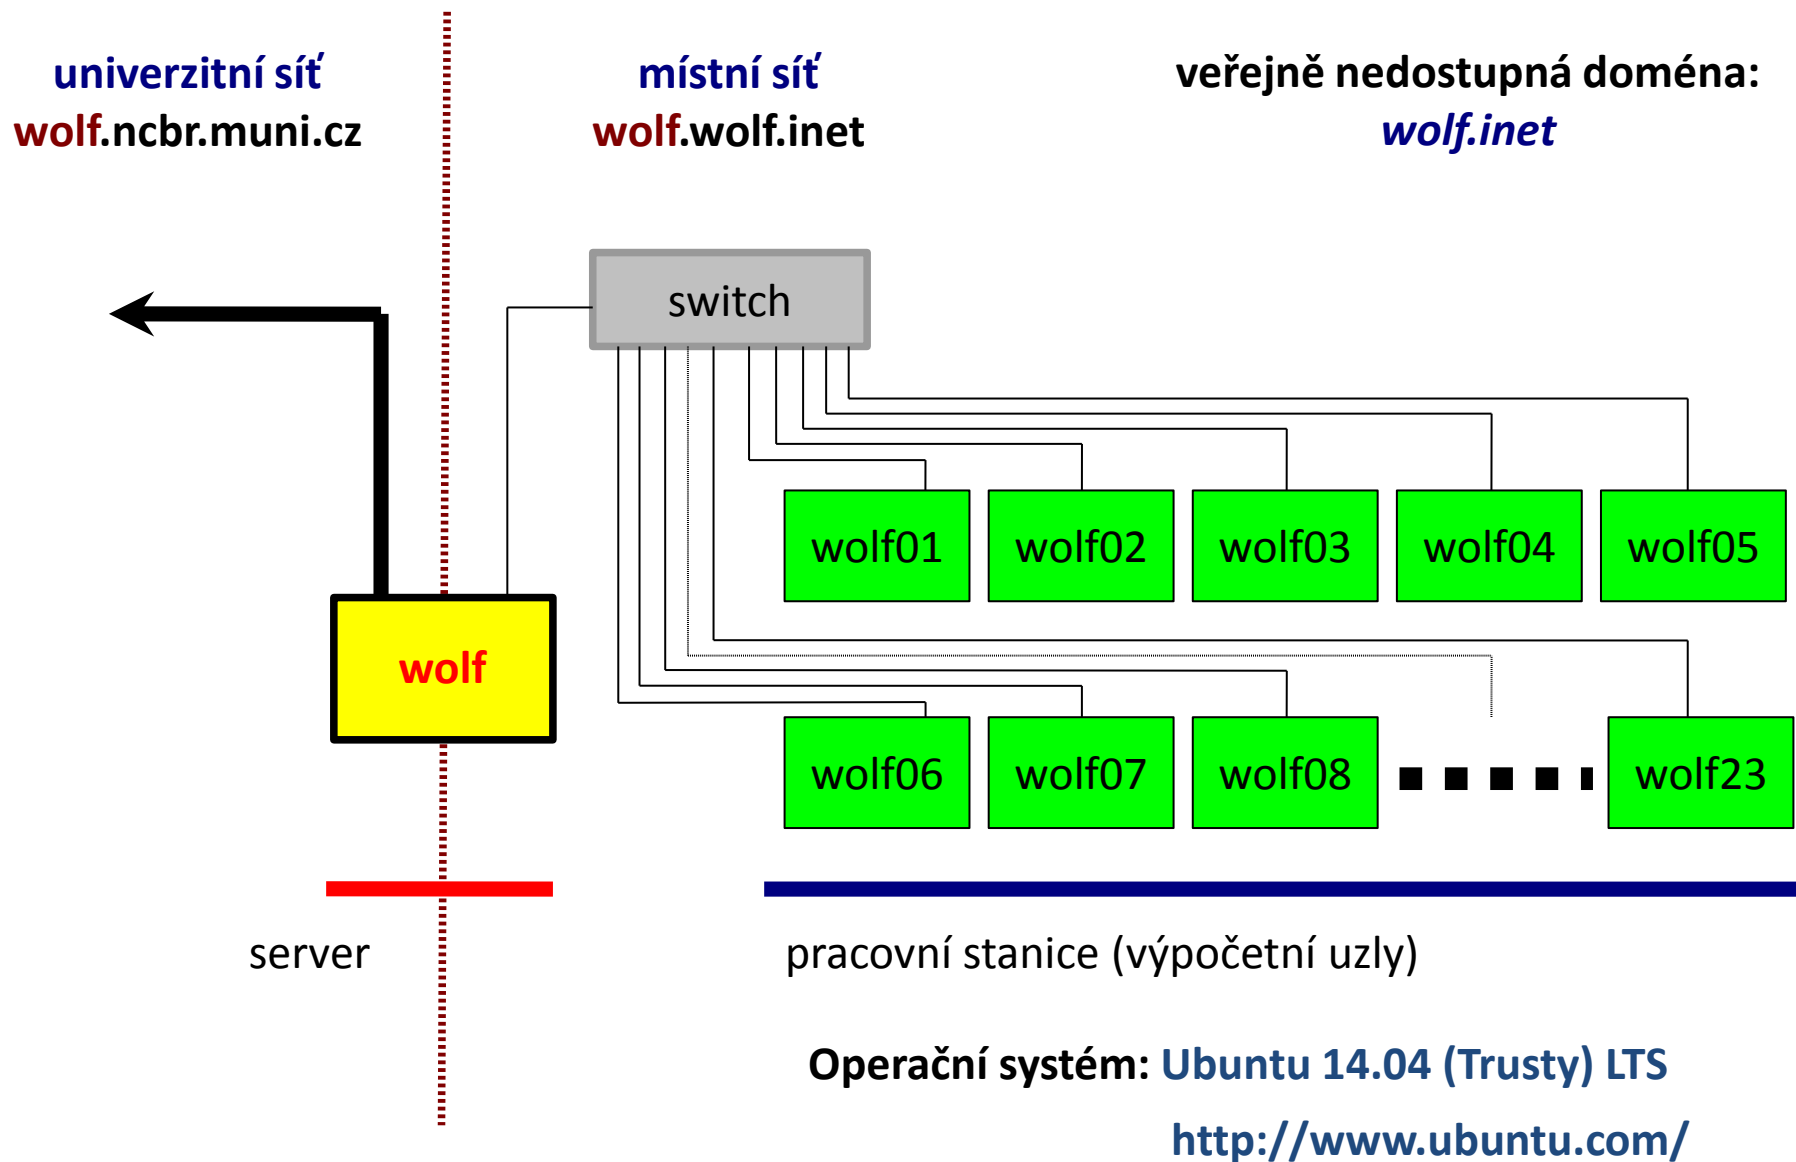 univerzitní síť
wolf.ncbr.muni.cz
místní síť
wolf.wolf.inet
veřejně nedostupná doména:
wolf.inet
switch
wolf01
wolf02
wolf03
wolf04
wolf05
wolf
wolf06
wolf07
wolf08
wolf23
server
pracovní stanice (výpočetní uzly)
Operační systém: Ubuntu 14.04 (Trusty) LTS
http://www.ubuntu.com/